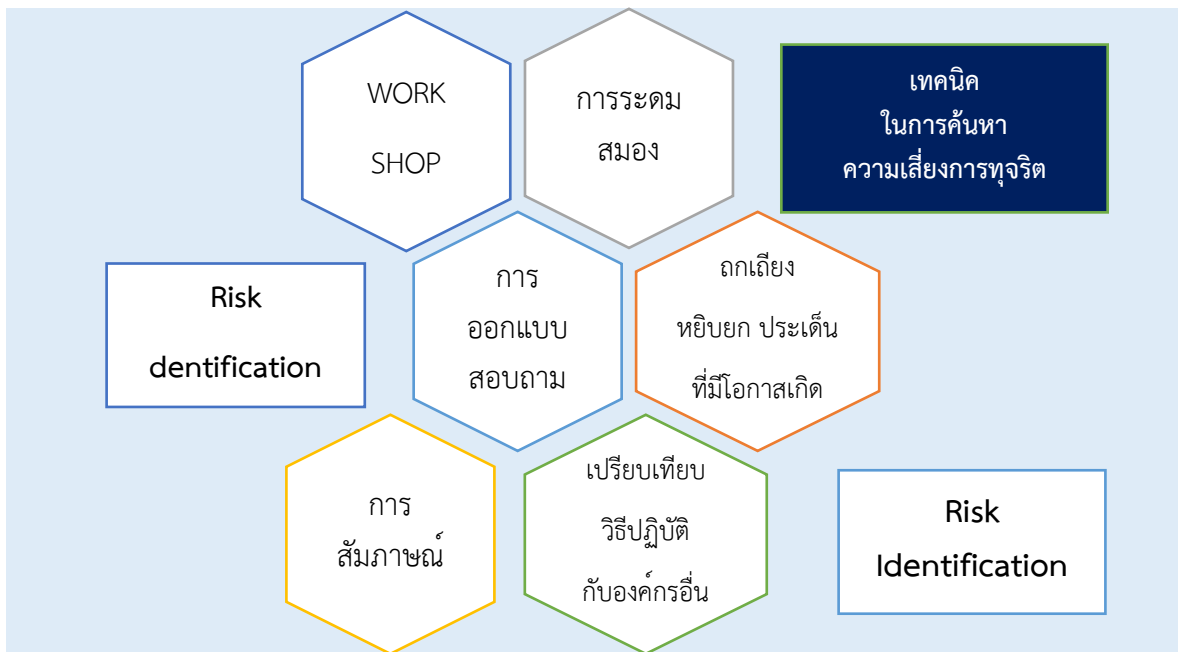 WORK
SHOP
การระดม
สมอง
เทคนิค
ในการค้นหา
ความเสี่ยงการทุจริต
Risk
dentification
การ
ออกแบบ
สอบถาม
ถกเถียง
หยิบยก ประเด็น
ที่มีโอกาสเกิด
การ
สัมภาษณ์
เปรียบเทียบ
วิธีปฏิบัติ
กับองค์กรอื่น
Risk
Identification